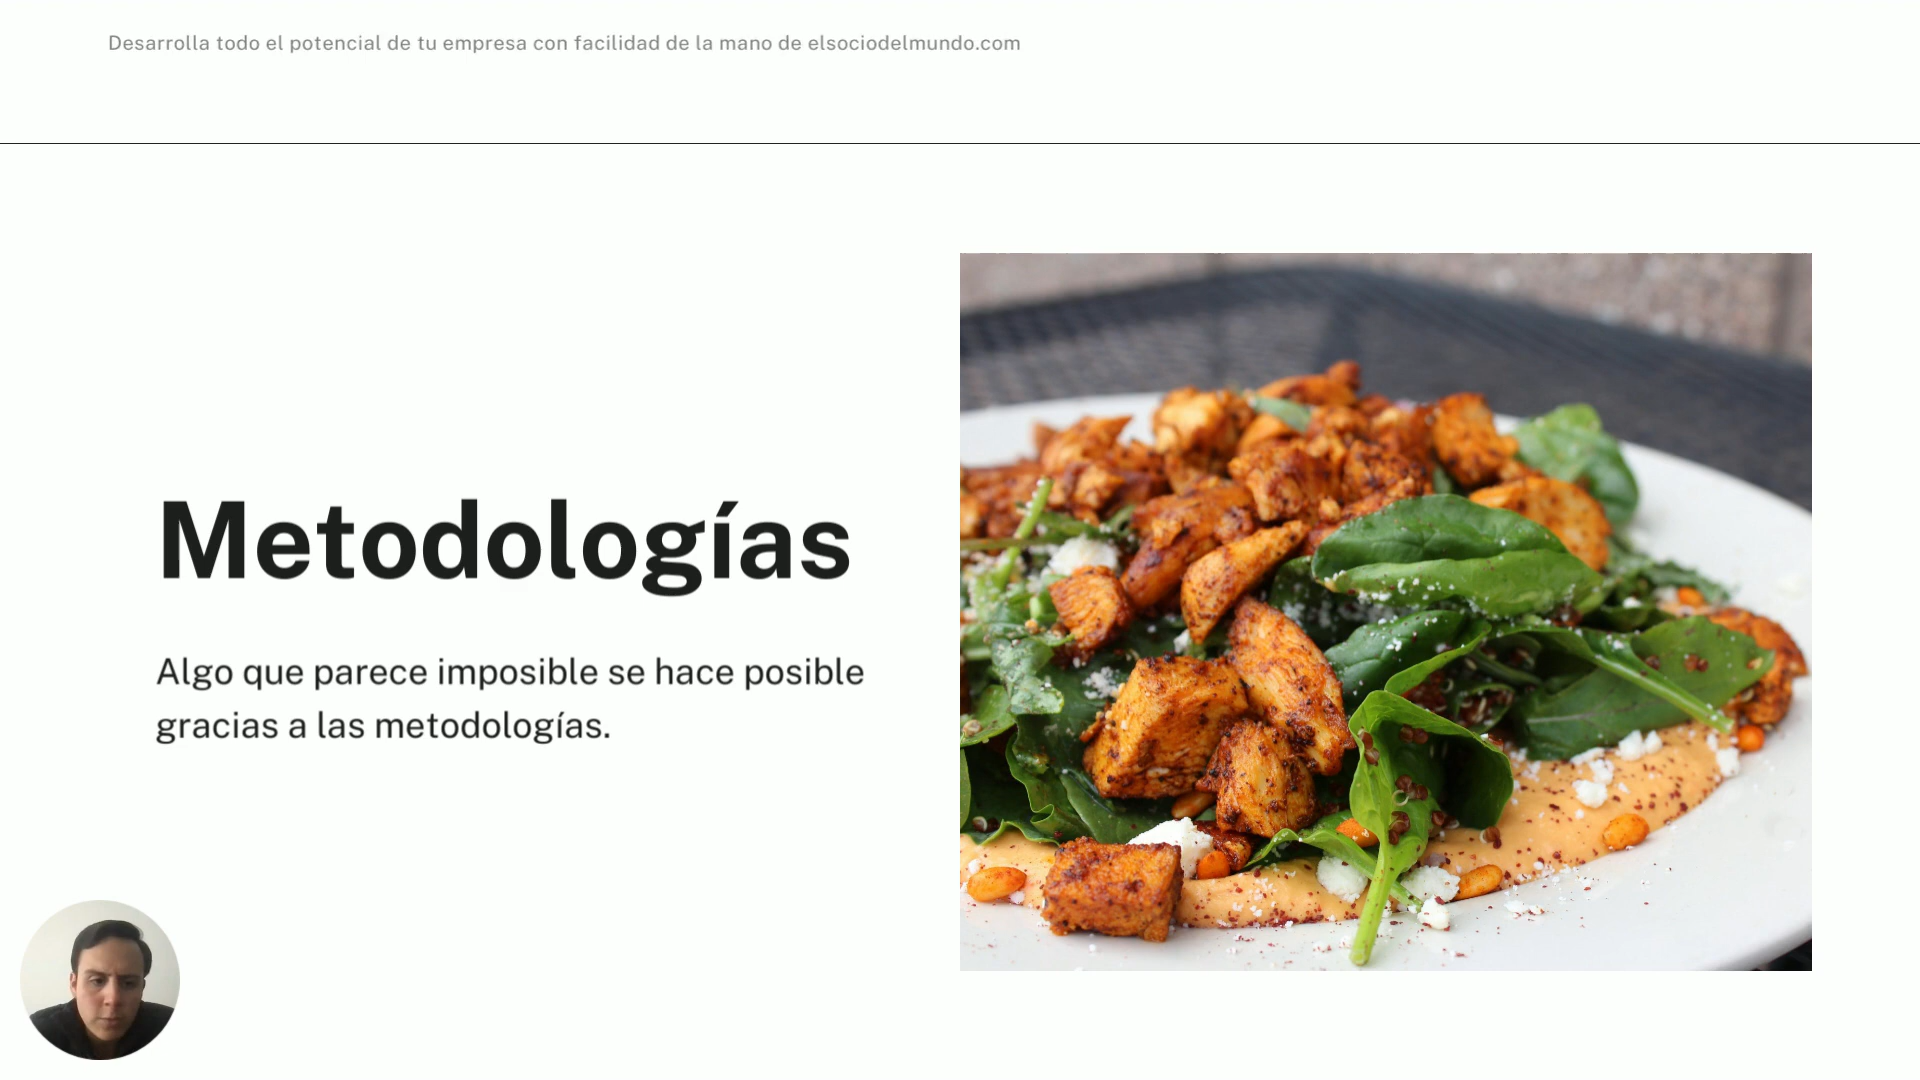 Desarrolla todo el potencial de tu empresa con facilidad de la mano de elsociodelmundo.com
Metodologías
Algo que parece imposible se hace posible
gracias a las metodologías.